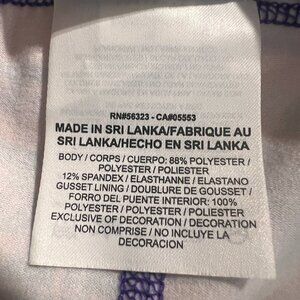 RN#56323 - CA#05553
MADE IN SRI LANKA/FABRIQUE AU
SRI LANKA/HECHO EN SRI LANKA
BODY / CORPS / CUERPO: 88% POLYESTER /
POLYESTER / POLIESTER
12% SPANDEX / ELASTHANNE / ELASTANO
GUSSET LINING / DOUBLURE DE GOUSSET /
FORRO DEL PUENTE INTERIOR: 100%
POLYESTER / POLYESTER / POLIESTER
EXCLUSIVE OF DECORATION / DECORATION
NON COMPRISE / NO INCLUYE LA
DECORACION